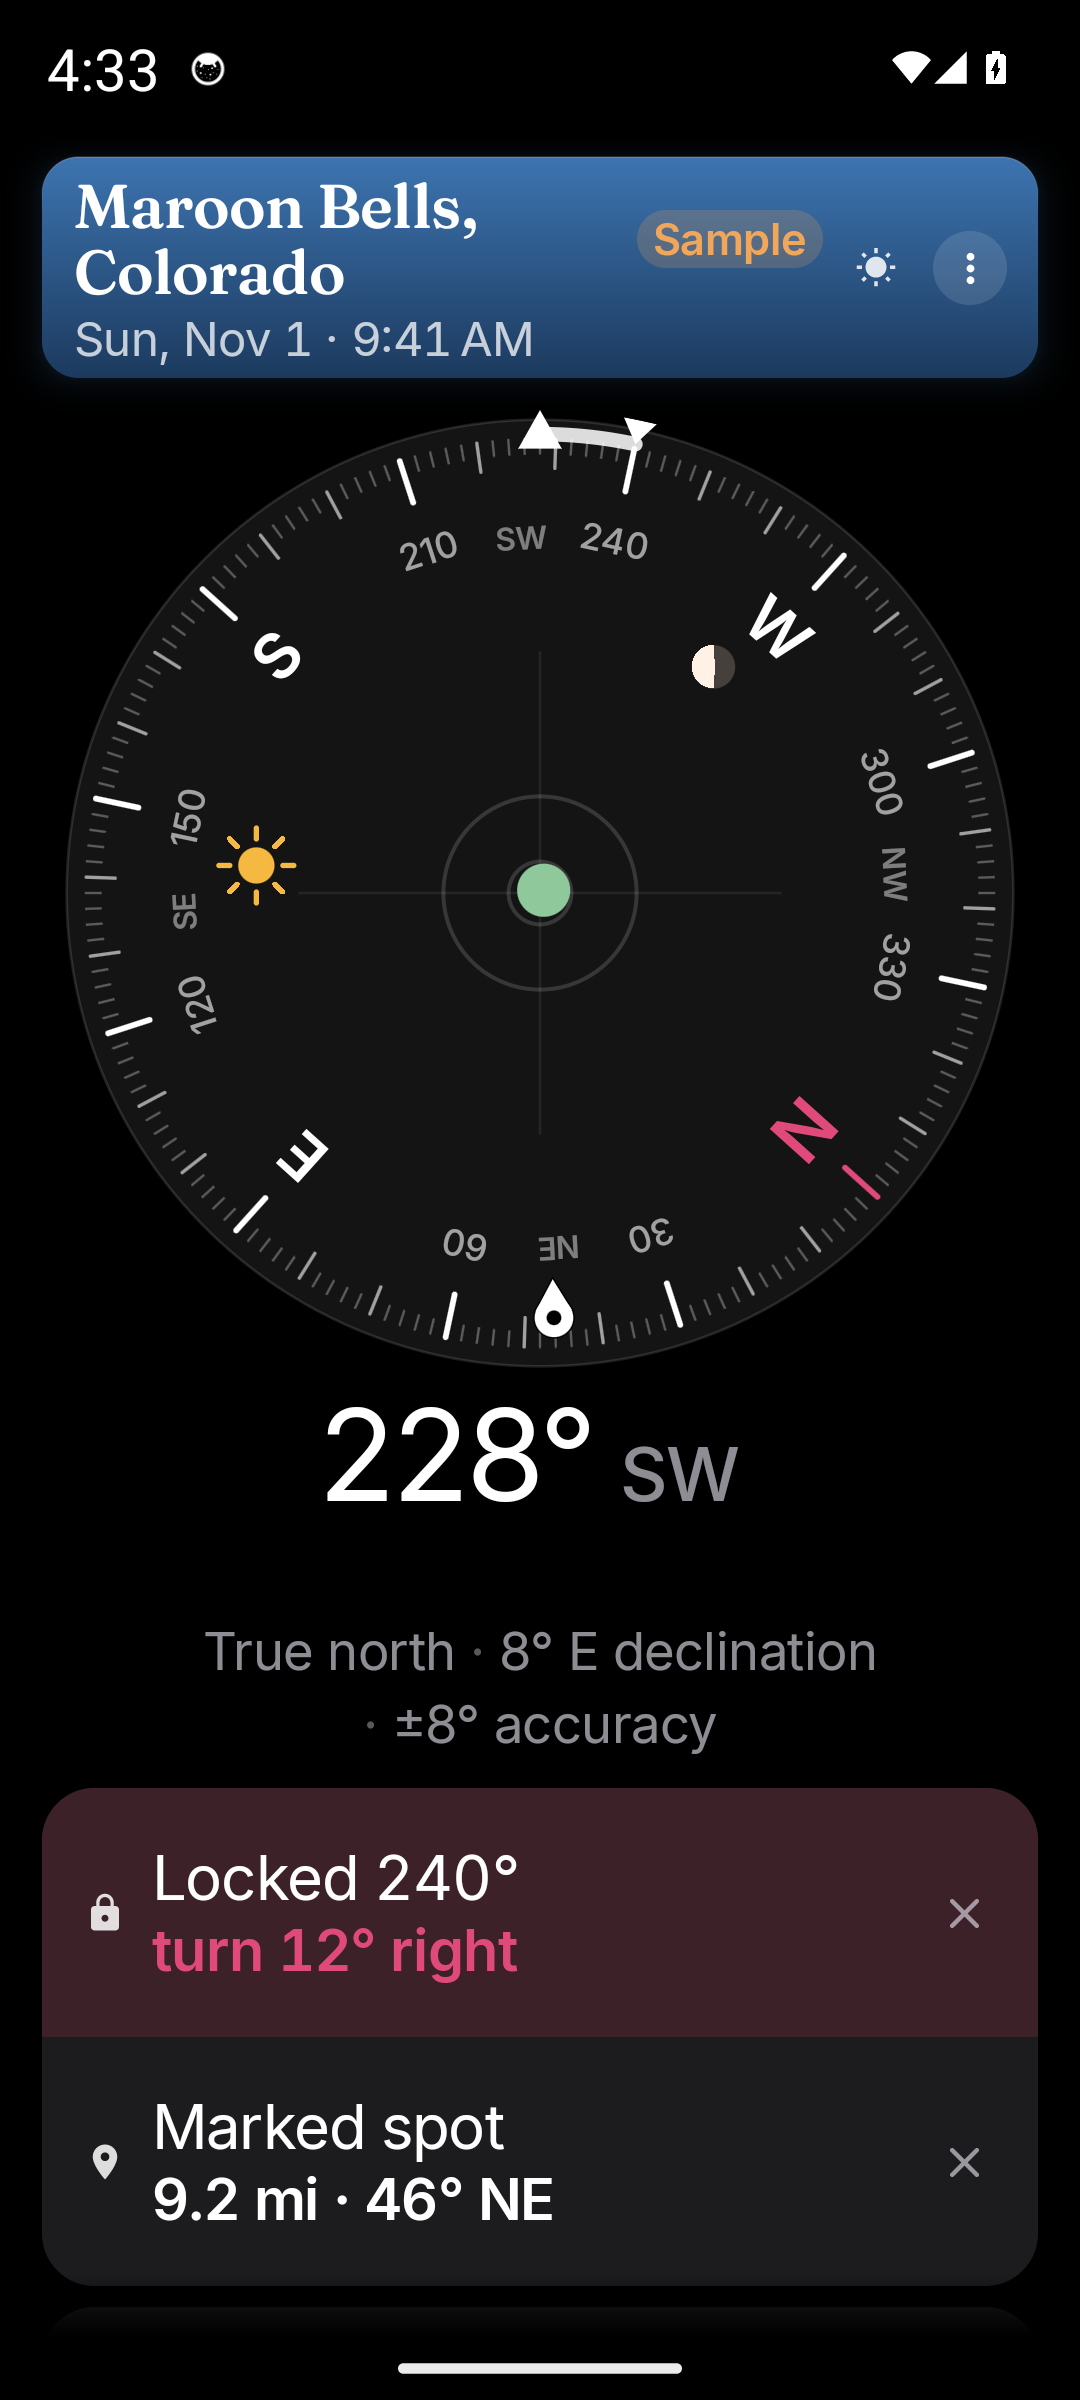 4:33
Maroon Bells,
Colorado
Sample
Sun, Nov 1 · 9:41 AM
210
SW
240
S
W
150
300
SE
NW
120
330
E
N
60
NE
30
228° SW
True north · 8° E declination
· ±8° accuracy
Locked 240°
turn 12° right
Marked spot
9.2 mi · 46° NE